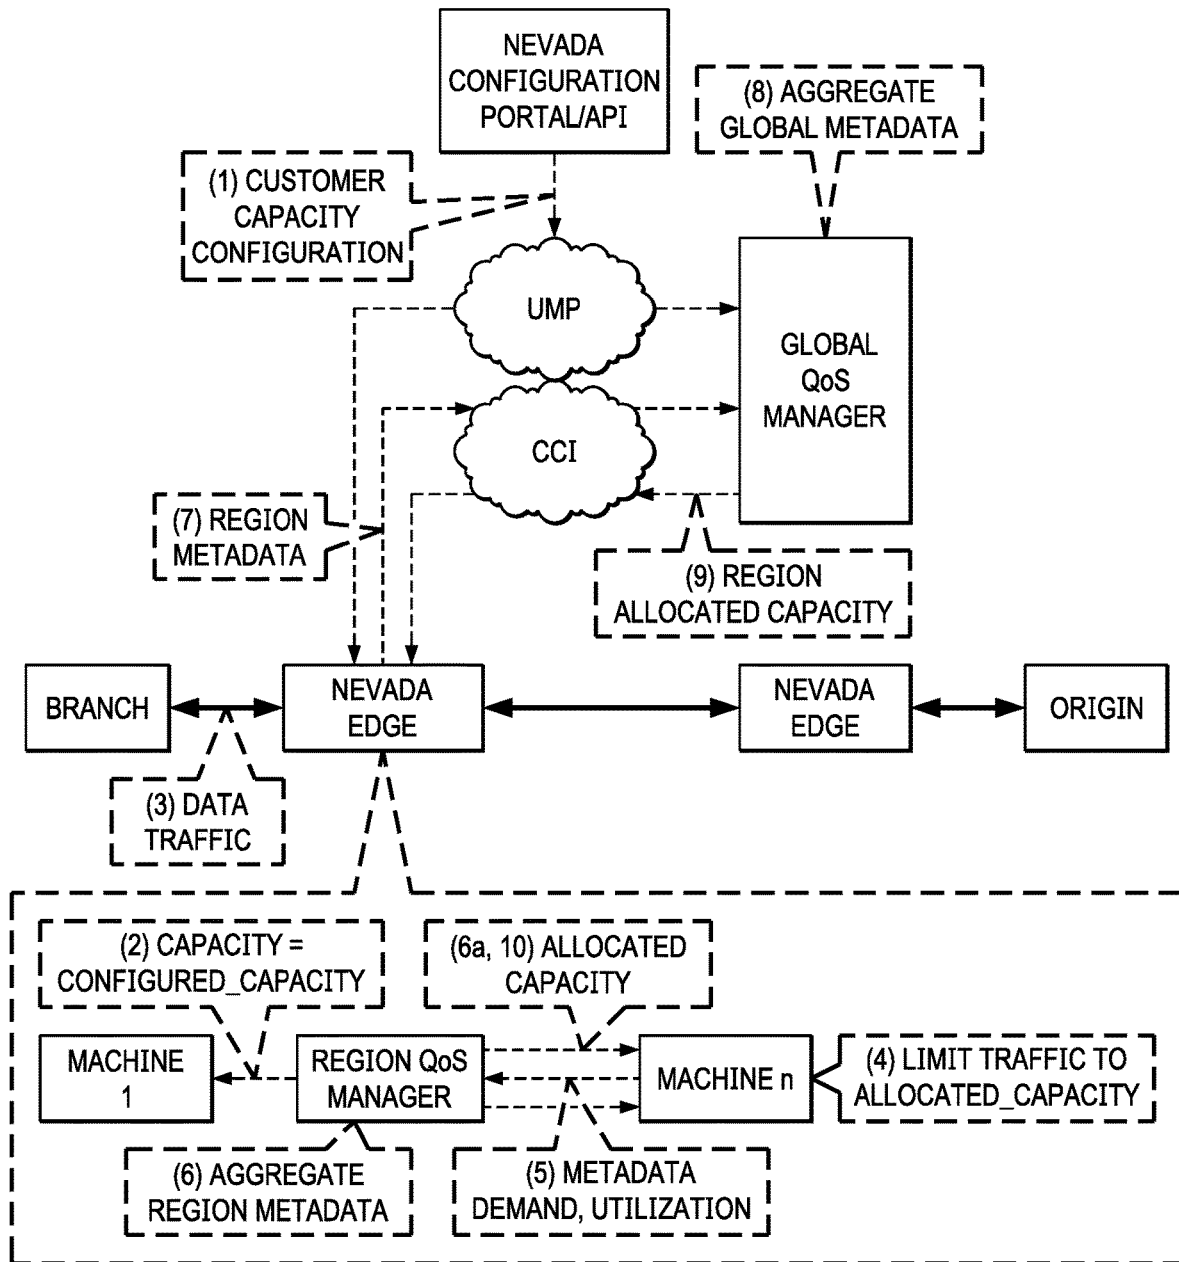 NEVADA
CONFIGURATION
PORTAL/API
(8) AGGREGATE
GLOBAL METADATA
(1) CUSTOMER
CAPACITY
CONFIGURATION
UMP
GLOBAL
QoS
MANAGER
CCI
(7) REGION
METADATA
(9) REGION
ALLOCATED CAPACITY
BRANCH
NEVADA
EDGE
NEVADA
EDGE
ORIGIN
(3) DATA
TRAFFIC
(2) CAPACITY =
CONFIGURED_CAPACITY
(6a, 10) ALLOCATED
CAPACITY
MACHINE
1
REGION QoS
MANAGER
MACHINE n
(4) LIMIT TRAFFIC TO
ALLOCATED_CAPACITY
(6) AGGREGATE
REGION METADATA
(5) METADATA
DEMAND, UTILIZATION